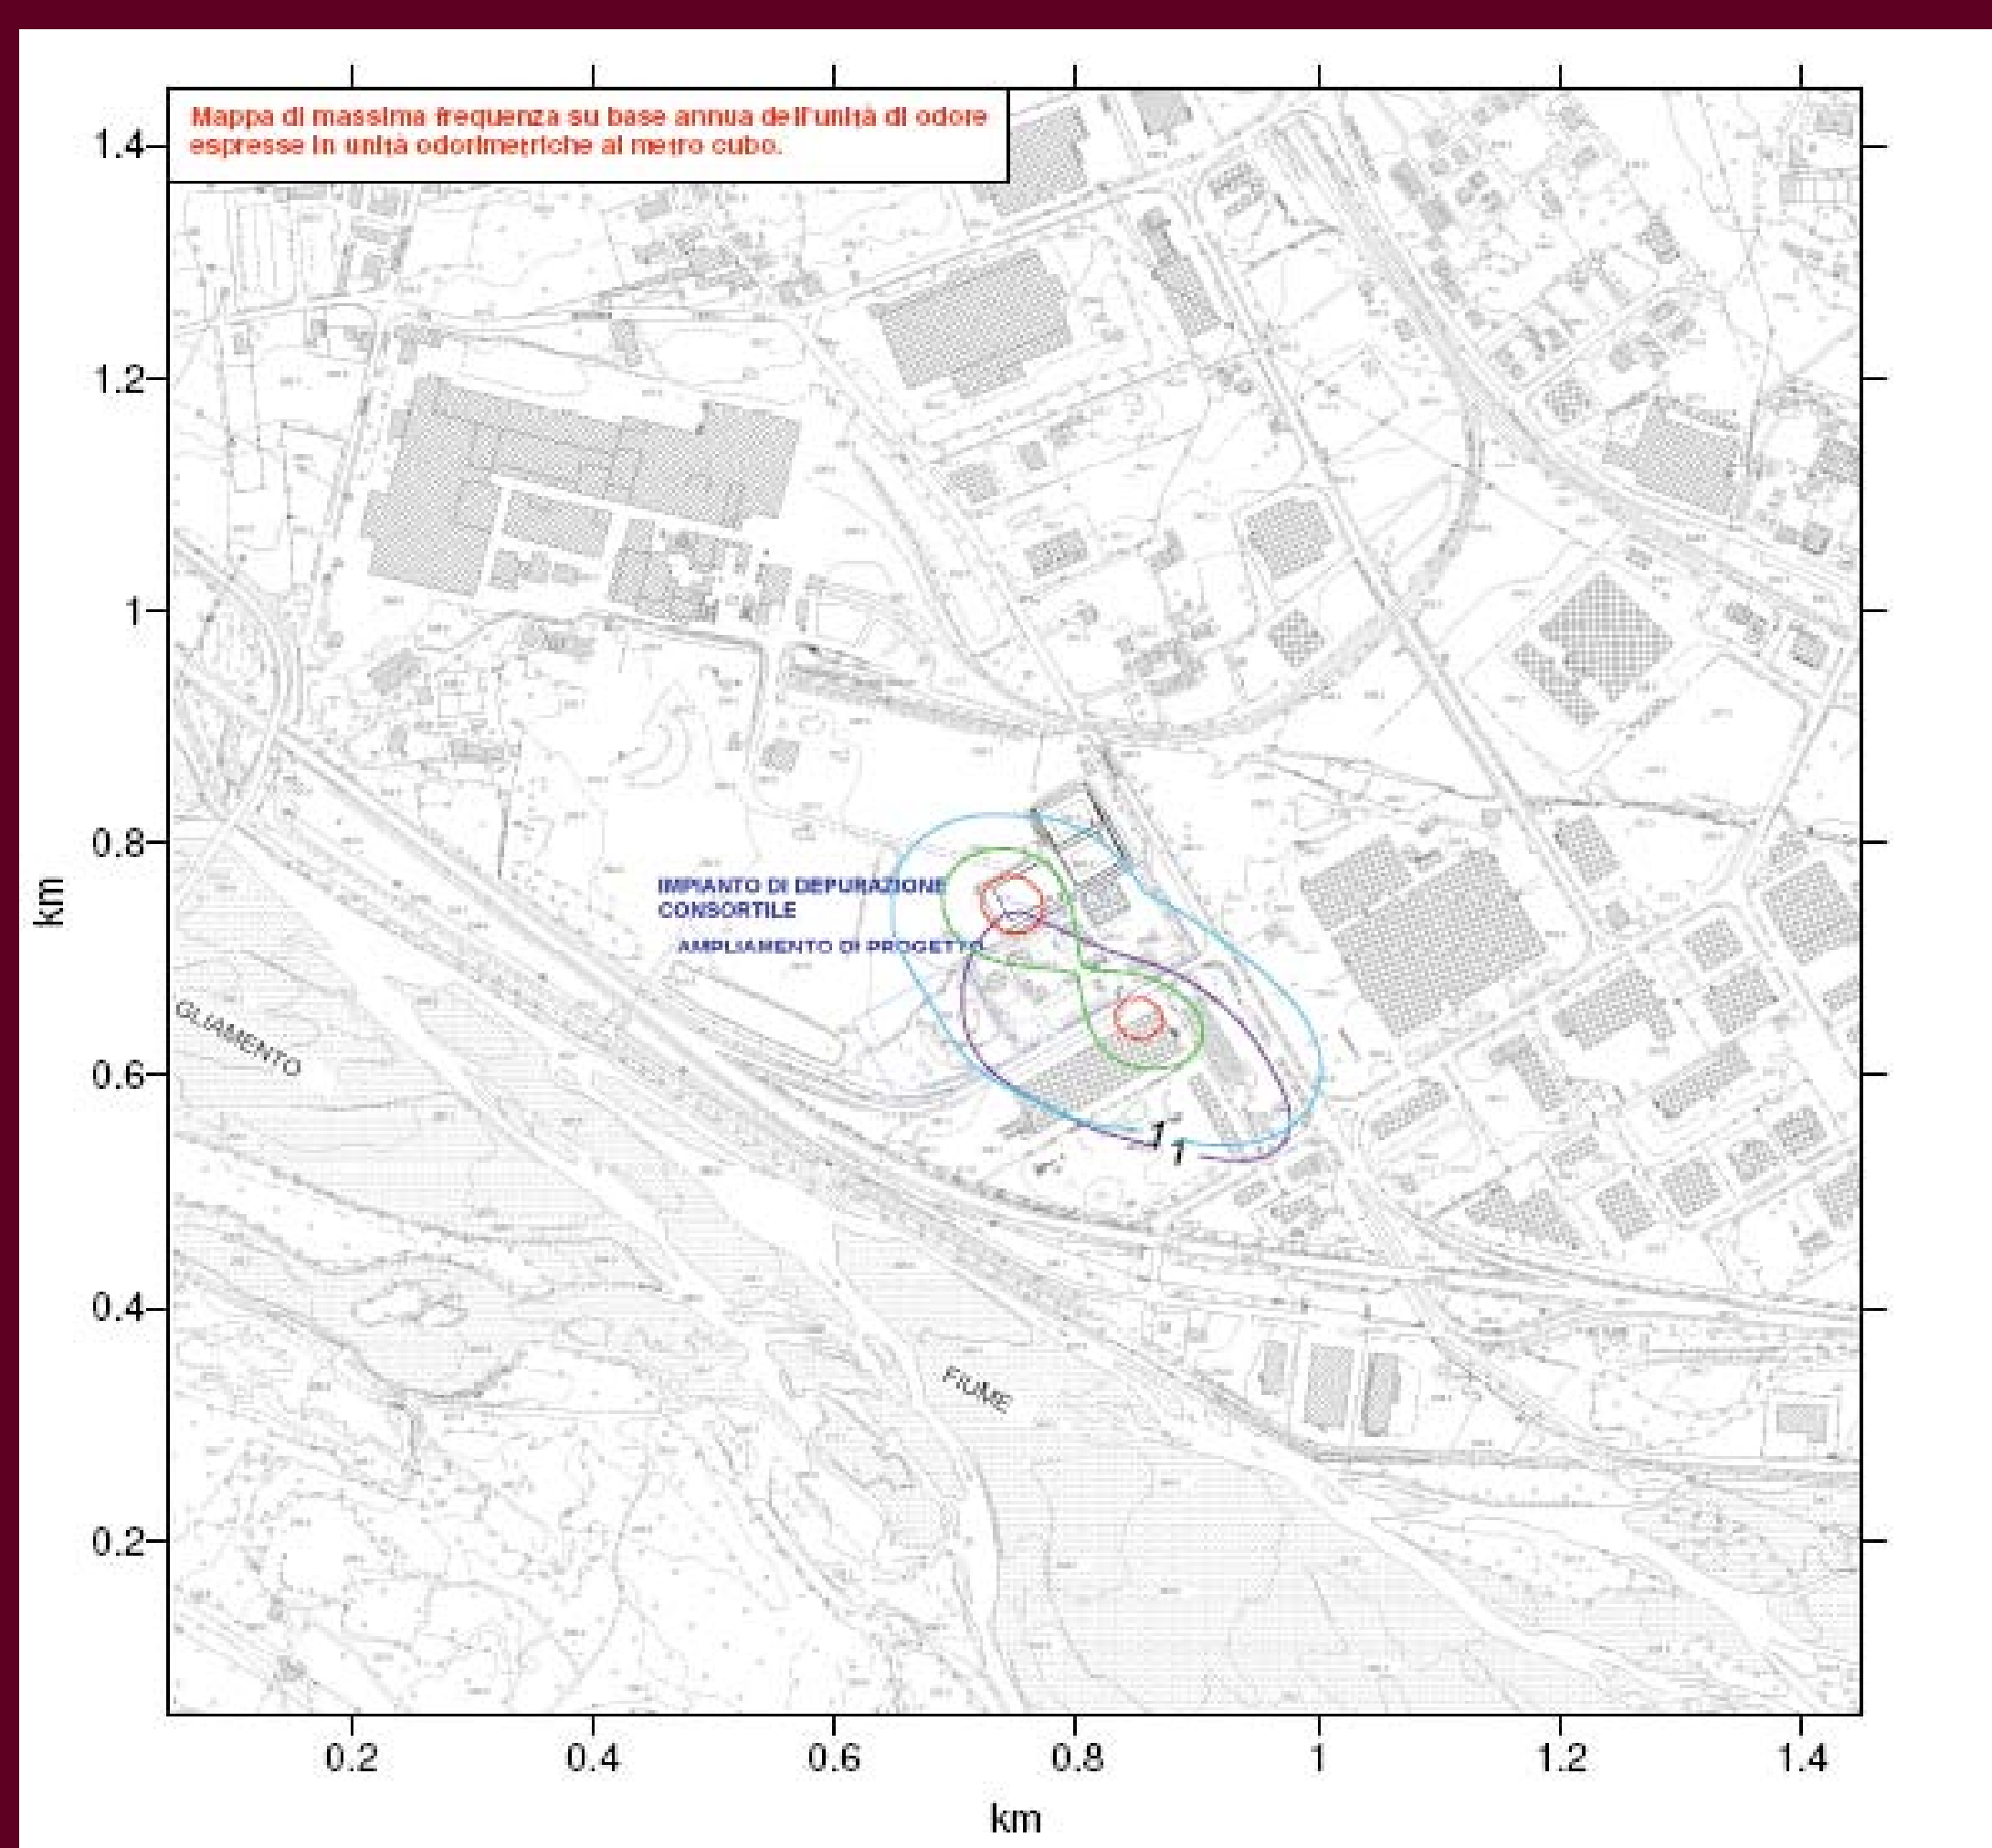 Mappa di massima frequenza su base annua dell'unità di odore
espresse in unità odorimetriche al metro cubo.
1.4
1.2
1
0.8
0.6
0.4
0.2
km
IMPIANTO DI DEPURAZIONE
CONSORTILE
AMPLIAMENTO DI PROGETTO
GLIAMENTO
1
1
FIUME
0.2
0.4
0.6
0.8
1
1.2
1.4
km